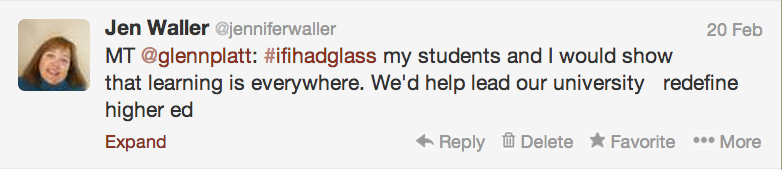 Jen Waller @jenniferwaller 20 Feb
MT @glennplatt: #ifihadglass my students and I would show
that learning is everywhere. We'd help lead our university redefine
higher ed
Expand Reply Delete Favorite More